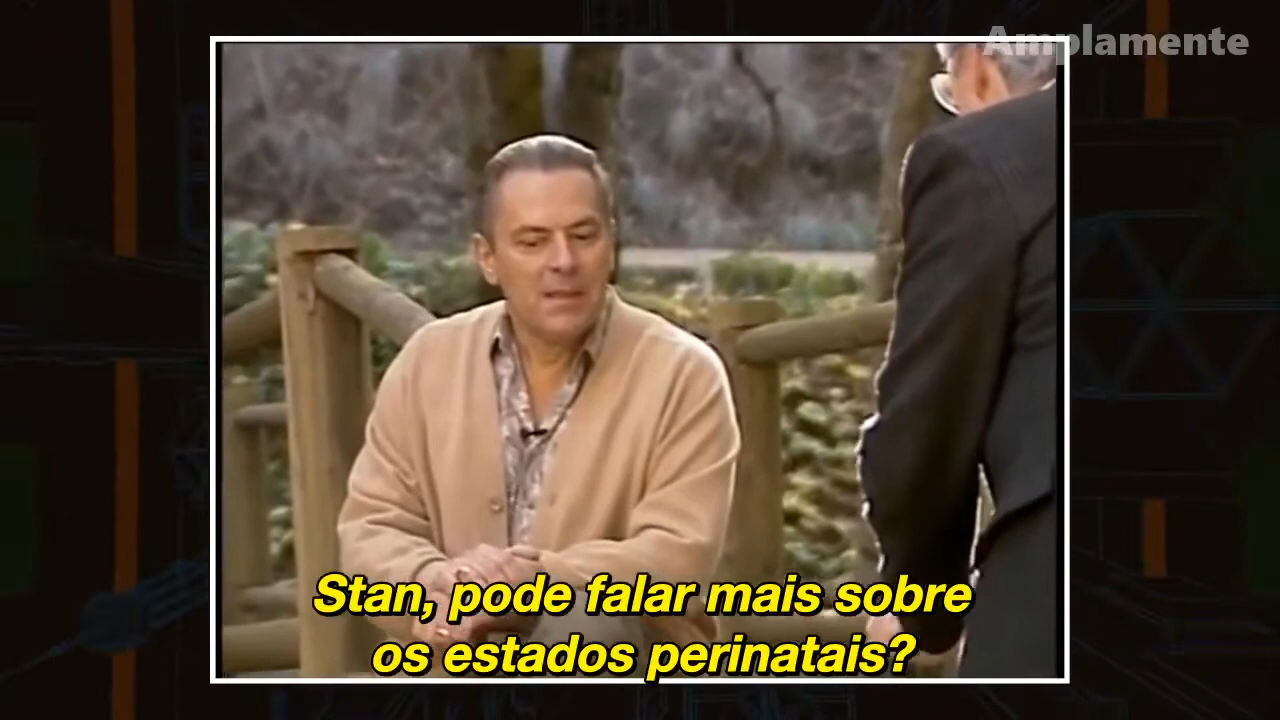 Amplamente
Stan, pode falar mais sobre
os estados perinatais?